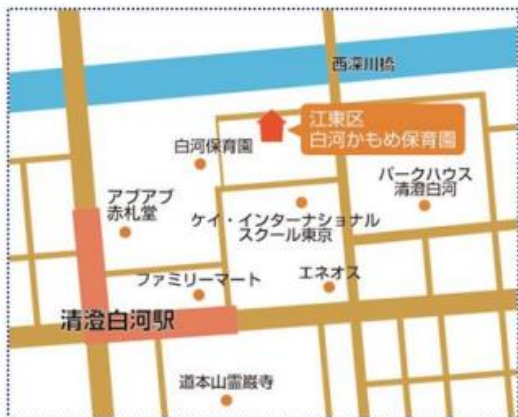 西深川橋
江東区
白河かもめ保育園
白河保育園
パークハウス
清澄白河
アブアブ
赤札堂
ケイ・インターナショナル
スクール東京
ファミリーマート
エネオス
清澄白河駅
道本山霊巌寺